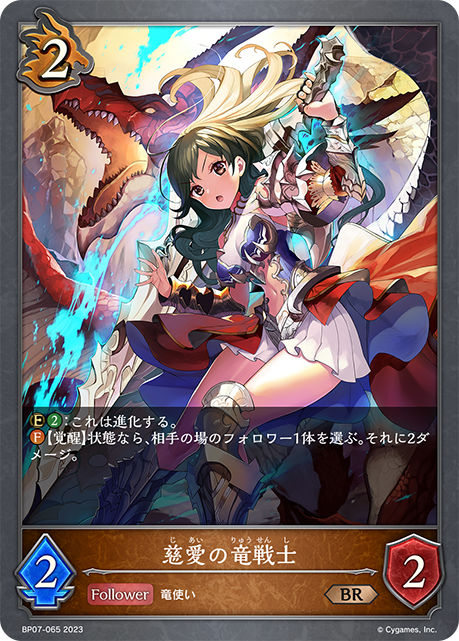 2
E 2:これは進化する。
F【覚醒】状態なら、相手の場のフォロワー1体を選ぶ。それに2ダ
メージ。
じあい りゅうせんし
慈愛の竜戦士
2 Follower 竜使い BR 2
BP07-065 2023 © Cygames, Inc.